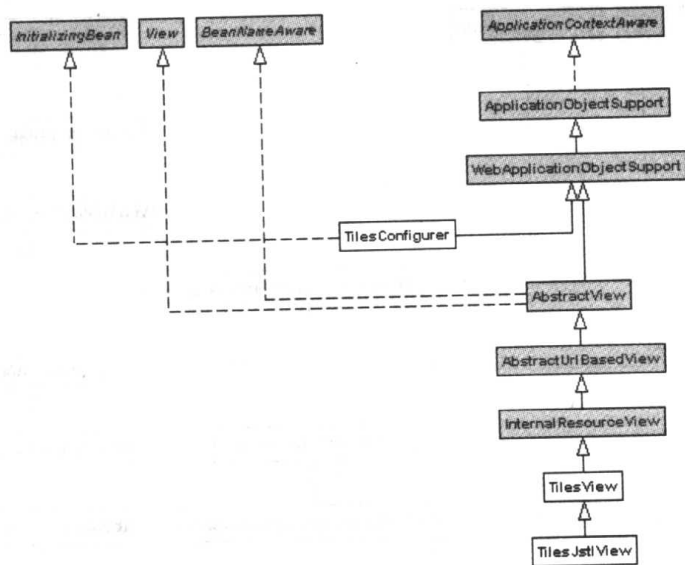 InitializingBean
View
BeanNameAware
ApplicationContextAware
ApplicationObjectSupport
WebApplicationObjectSupport
TilesConfigurer
AbstractView
AbstractUrlBasedView
InternalResourceView
TilesView
TilesJstlView